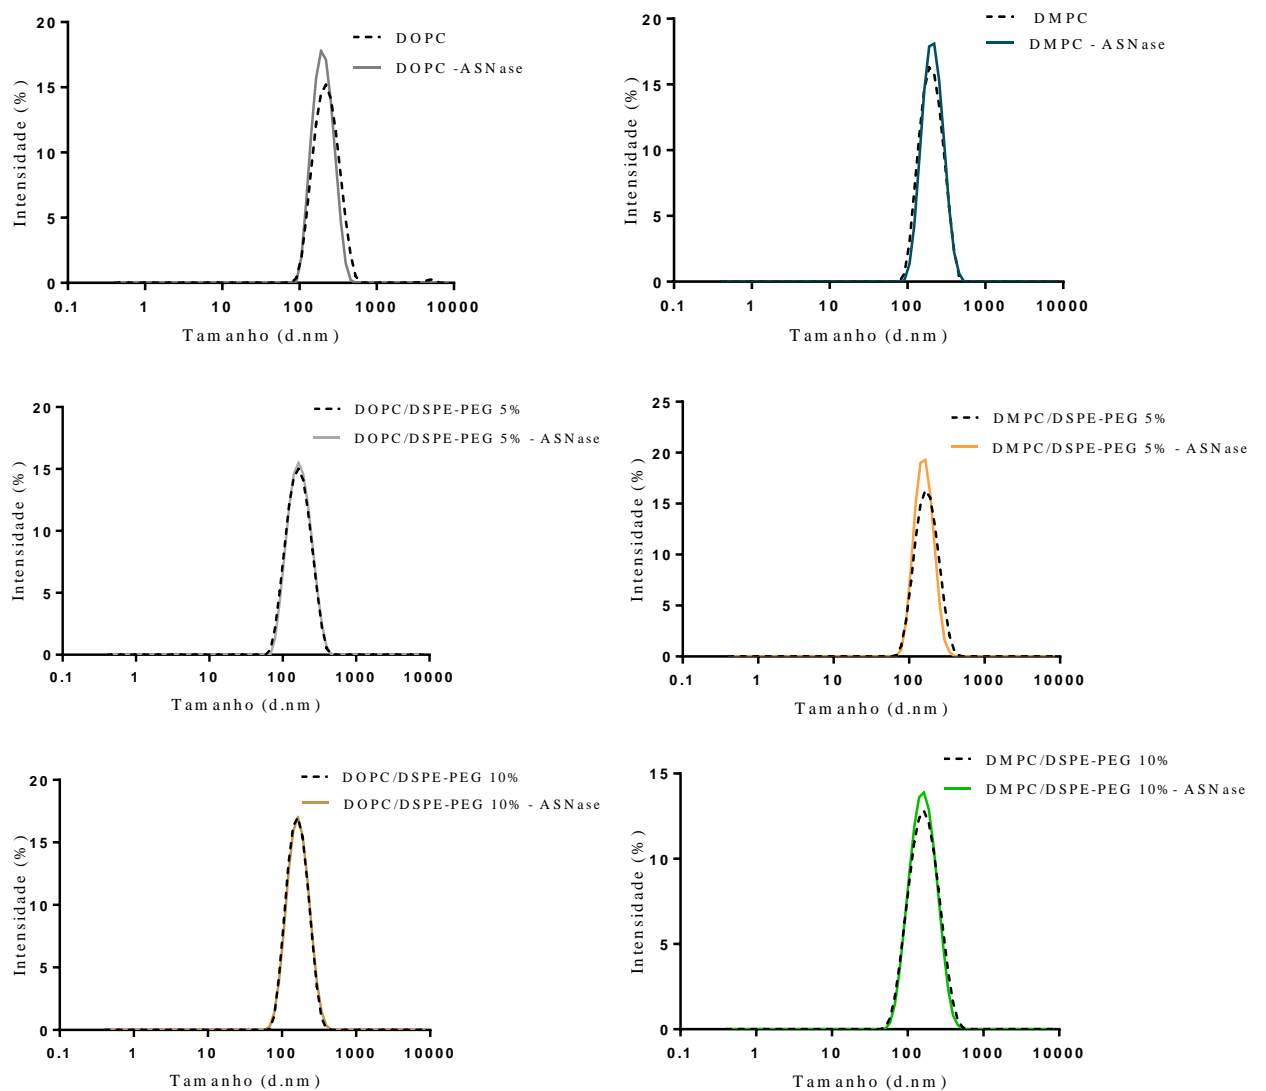 DOPC
DOPC -ASNase
Intensidade (%)
20
15
10
5
0
0.1 1 10 100 1000 10000
Tamanho (d.nm)
DMPC
DMPC - ASNase
Intensidade (%)
20
15
10
5
0
0.1 1 10 100 1000 10000
Tamanho (d.nm)
DOPC/DSPE-PEG 5%
DOPC/DSPE-PEG 5% - ASNase
Intensidade (%)
20
15
10
5
0
0.1 1 10 100 1000 10000
Tamanho (d.nm)
DMPC/DSPE-PEG 5%
DMPC/DSPE-PEG 5% - ASNase
Intensidade (%)
25
20
15
10
5
0
0.1 1 10 100 1000 10000
Tamanho (d.nm)
DOPC/DSPE-PEG 10%
DOPC/DSPE-PEG 10% - ASNase
Intensidade (%)
20
15
10
5
0
0.1 1 10 100 1000 10000
Tamanho (d.nm)
DMPC/DSPE-PEG 10%
DMPC/DSPE-PEG 10%- ASNase
Intensidade (%)
15
10
5
0
0.1 1 10 100 1000 10000
Tamanho (d.nm)